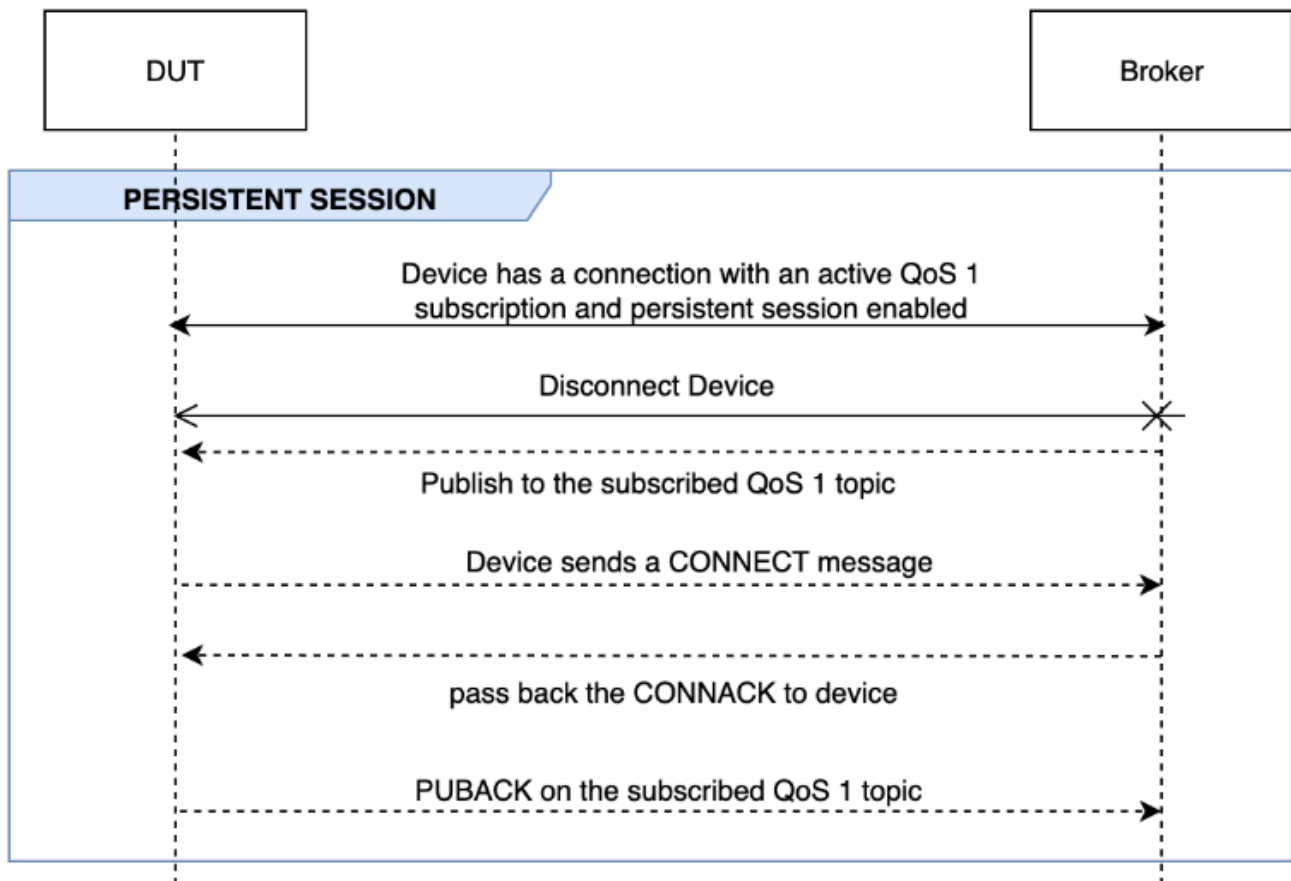 DUT
Broker
PERSISTENT SESSION
Device has a connection with an active QoS 1
subscription and persistent session enabled
Disconnect Device
Publish to the subscribed QoS 1 topic
Device sends a CONNECT message
pass back the CONNACK to device
PUBACK on the subscribed QoS 1 topic